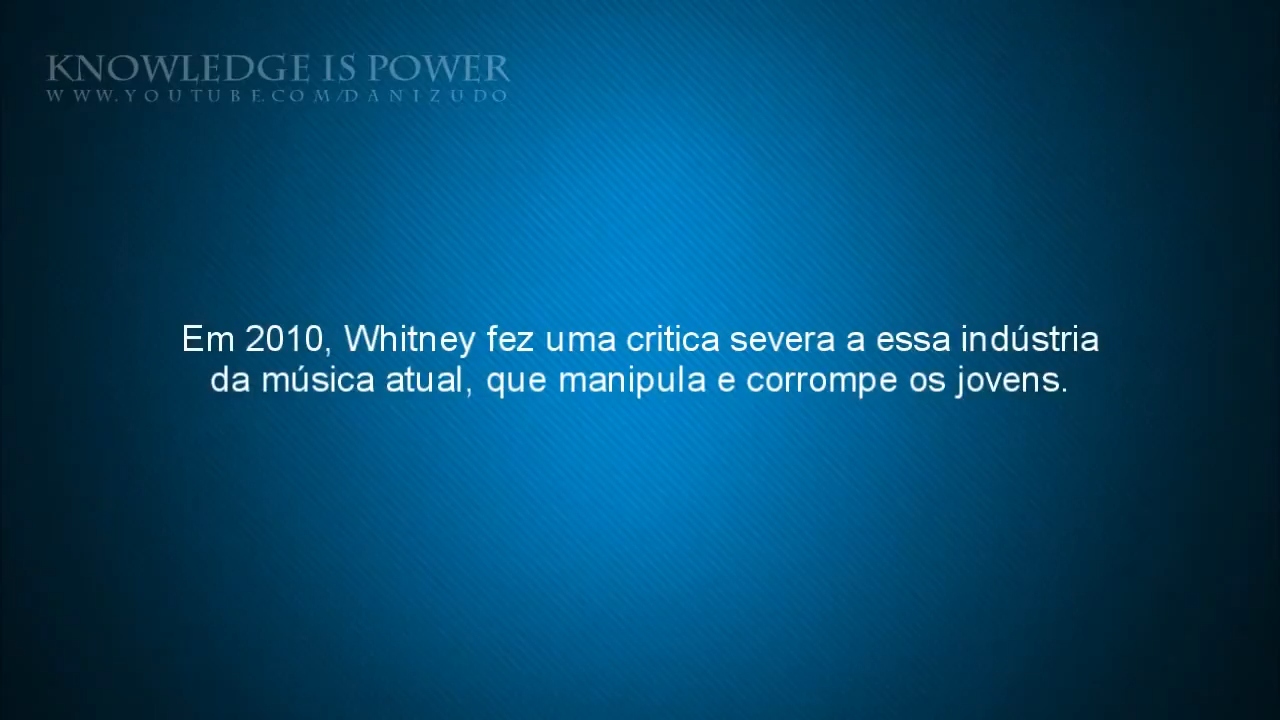 KNOWLEDGE IS POWER
WWW.YOUTUBE.COM/DANIZUDO
Em 2010, Whitney fez uma critica severa a essa indústria
da música atual, que manipula e corrompe os jovens.